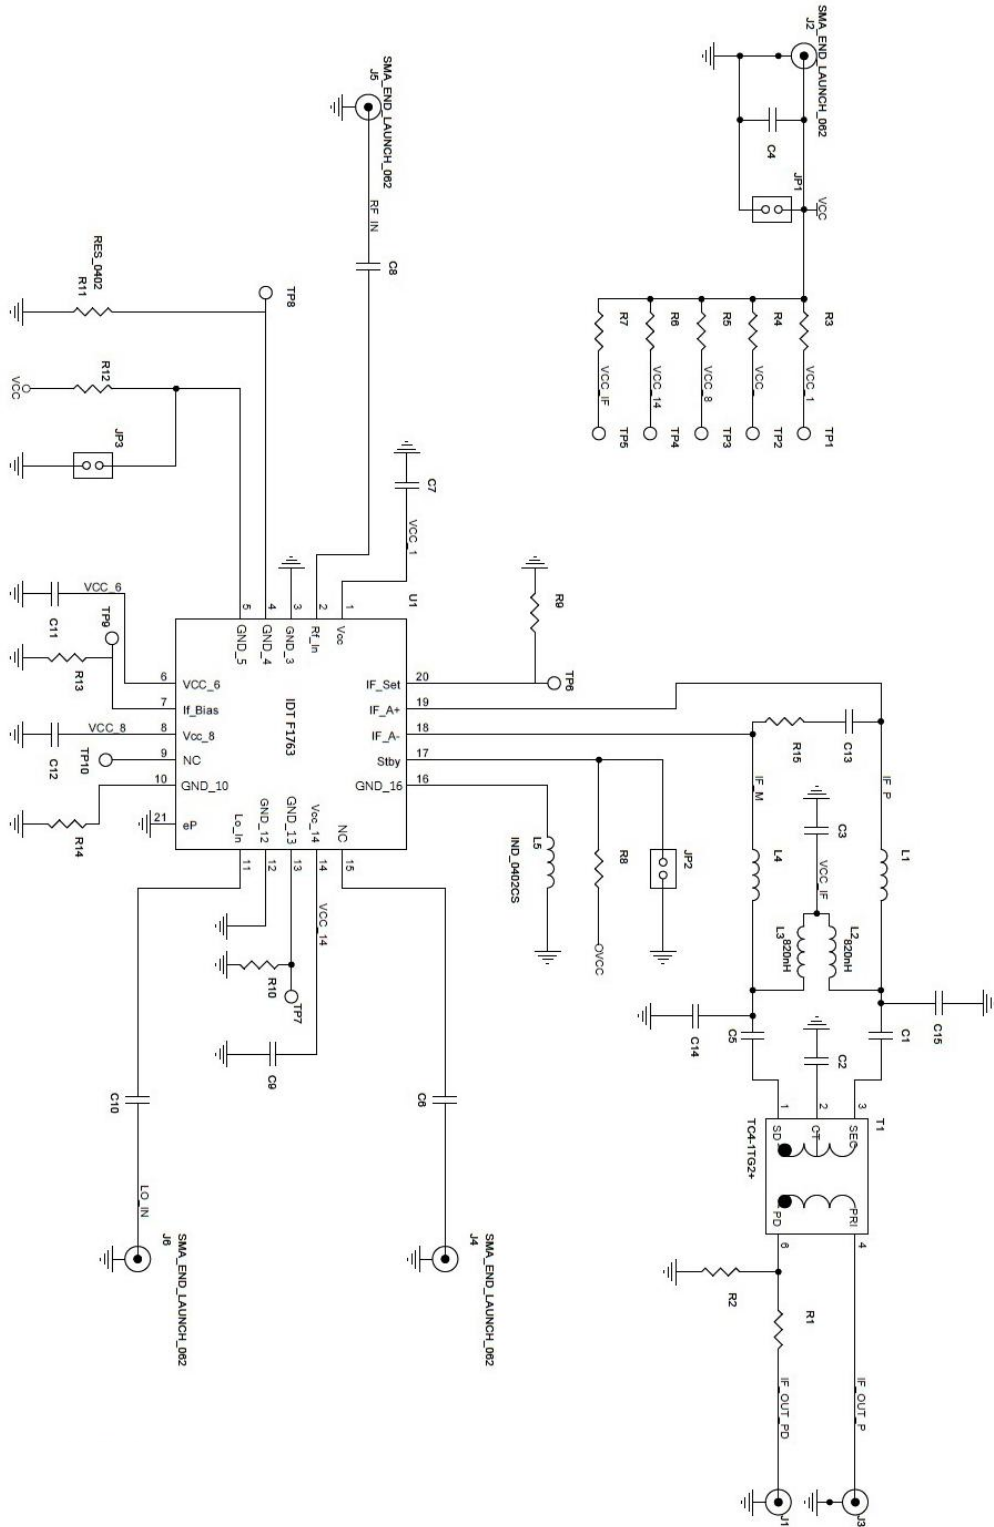 SMA_END_LAUNCH_062
J2
C4
JP1
VCC
R3
R4
R5
R6
R7
VCC_1
VCC
VCC_8
VCC_14
VCC_IF
TP1
TP2
TP3
TP4
TP5
SMA_END_LAUNCH_062
J5
RF_IN
C8
TP8
RES_0402
R11
R12
VCC
JP3
C7
VCC_1
U1
R9
TP6
VCC_6
C11
TP9
R13
VCC_8
C12
TP10
R14
5
4
3
2
1
GND_5
GND_4
GND_3
Rf_In
Vcc
6
VCC_6
7
If_Bias
8
Vcc_8
9
NC
10
GND_10
21
eP
IDT F1763
IF_Set
20
IF_A+
19
IF_A-
18
Stby
17
GND_16
16
Lo_In
GND_12
GND_13
Vcc_14
NC
11
12
13
14
15
VCC_14
R10
TP7
C9
L5
IND_0402CS
R8
JP2
VCC
R15
C13
IF_M
IF_P
C3
VCC_IF
L4
L1
L3
820nH
L2
820nH
C14
C5
C2
C1
C15
1
2
3
T1
SD
CT
SEC
TC4-1TG2+
PD
PRI
6
4
R2
R1
IF_OUT_PD
IF_OUT_P
J1
J3
C10
LO_IN
J6
SMA_END_LAUNCH_062
C6
J4
SMA_END_LAUNCH_062